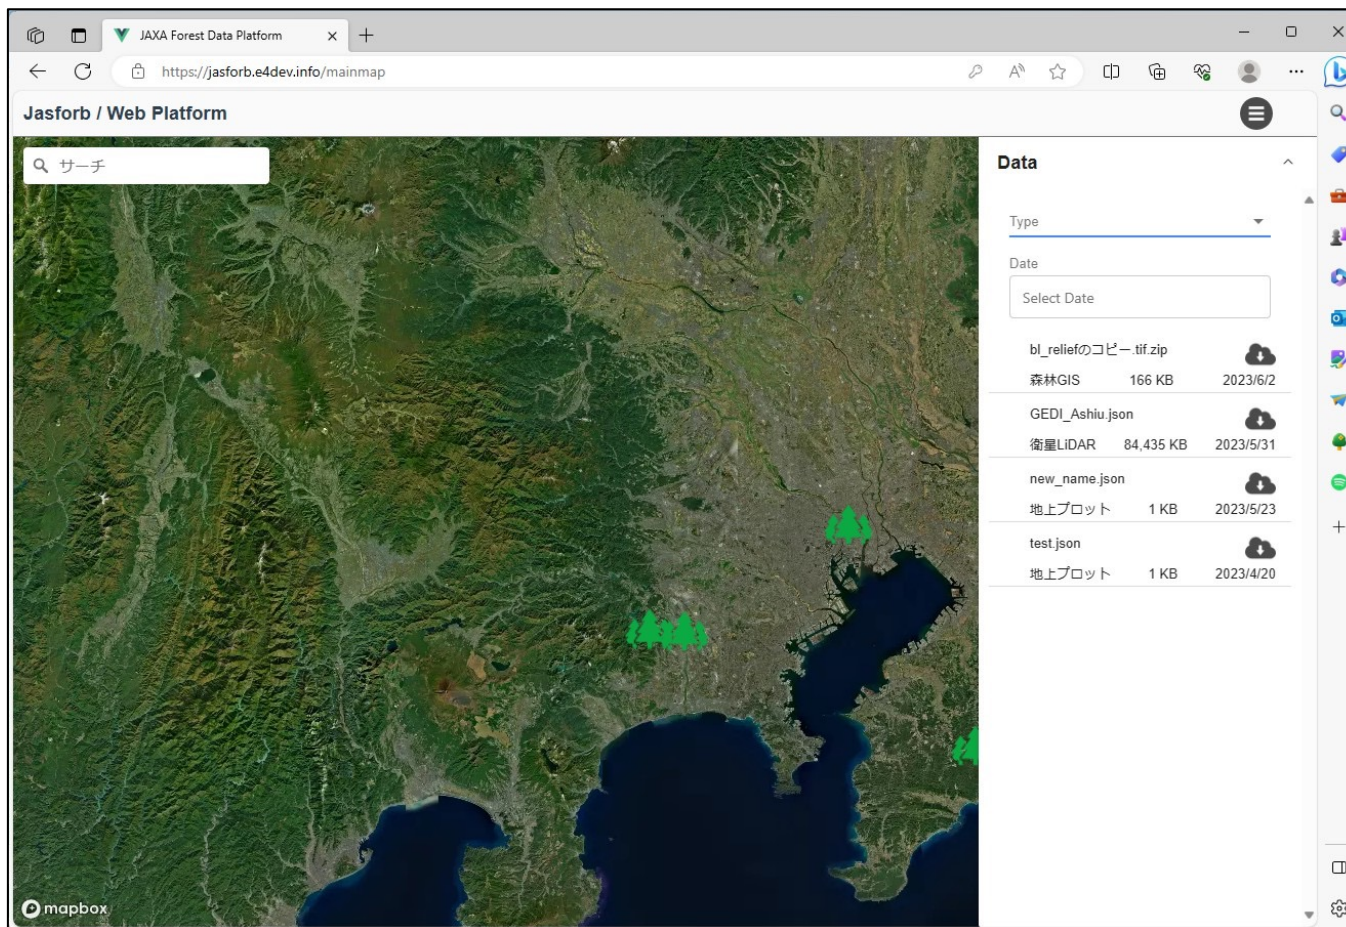 JAXA Forest Data Platform
https://jasforb.e4dev.info/mainmap
Jasforb / Web Platform
サーチ
Data
Type
Date
Select Date
bl_reliefのコピー.tif.zip
森林GIS 166 KB 2023/6/2
GEDI_Ashiu.json
衛星LiDAR 84,435 KB 2023/5/31
new_name.json
地上プロット 1 KB 2023/5/23
test.json
地上プロット 1 KB 2023/4/20
mapbox